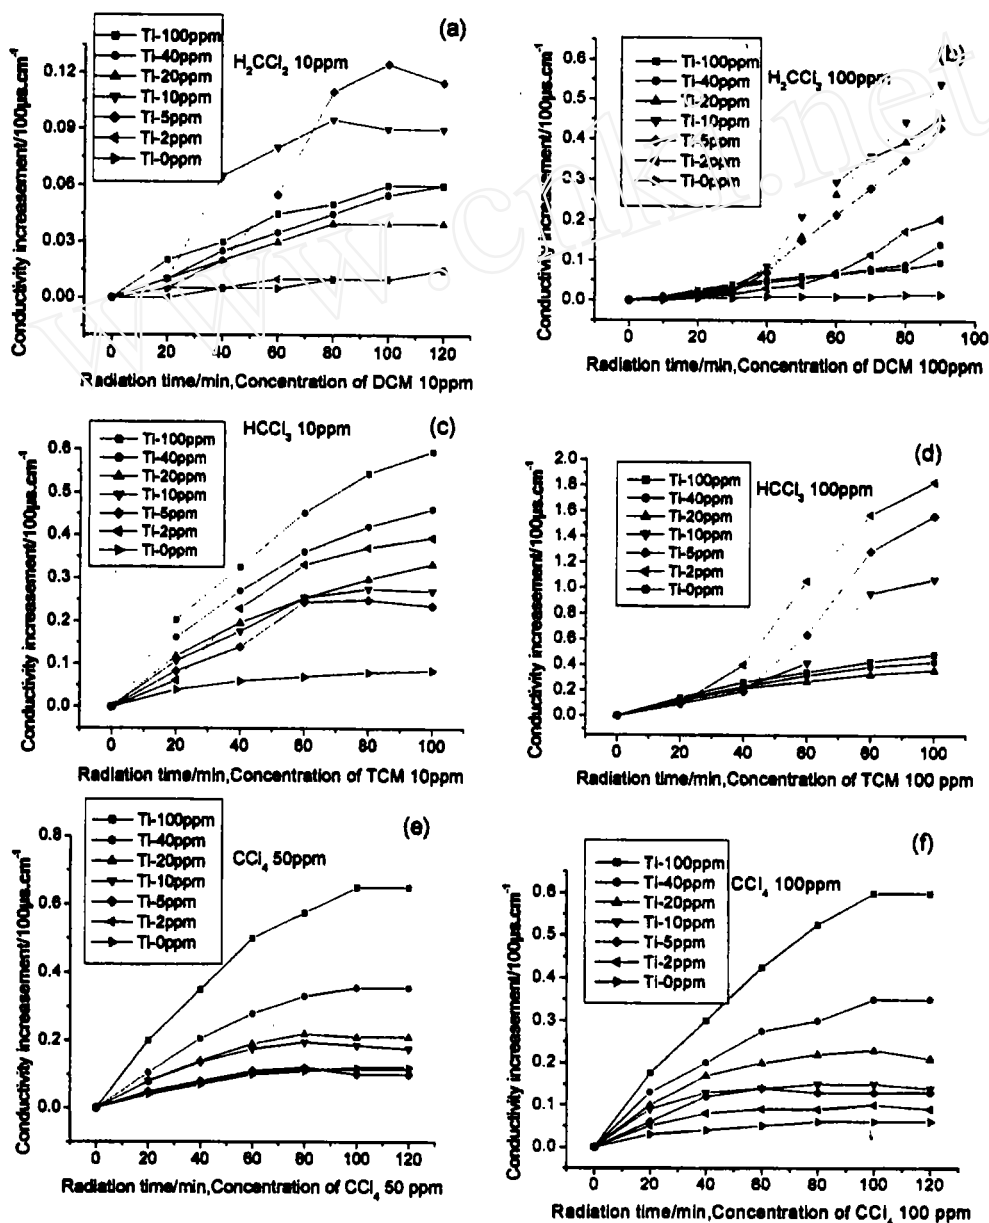 (a)
Ti-100ppm
Ti-40ppm
Ti-20ppm
Ti-10ppm
Ti-5ppm
Ti-2ppm
Ti-0ppm
H₂CCl₂ 10ppm
Conductivity increasement/100μs.cm⁻¹
0.12
0.09
0.06
0.03
0.00
0 20 40 60 80 100 120
Radiation time/min,Concentration of DCM 10ppm
(b)
Ti-100ppm
Ti-40ppm
Ti-20ppm
Ti-10ppm
Ti-5ppm
Ti-2ppm
Ti-0ppm
H₂CCl₂ 100ppm
Conductivity increasement/100μs.cm⁻¹
0.6
0.5
0.4
0.3
0.2
0.1
0.0
0 20 40 60 80 100
Radiation time/min,Concentration of DCM 100ppm
(c)
Ti-100ppm
Ti-40ppm
Ti-20ppm
Ti-10ppm
Ti-5ppm
Ti-2ppm
Ti-0ppm
HCCl₃ 10ppm
Conductivity increasement/100μs.cm⁻¹
0.6
0.5
0.4
0.3
0.2
0.1
0.0
0 20 40 60 80 100
Radiation time/min,Concentration of TCM 10ppm
(d)
Ti-100ppm
Ti-40ppm
Ti-20ppm
Ti-10ppm
Ti-5ppm
Ti-2ppm
Ti-0ppm
HCCl₃ 100ppm
Conductivity increasement/100μs.cm⁻¹
2.0
1.8
1.6
1.4
1.2
1.0
0.8
0.6
0.4
0.2
0.0
0 20 40 60 80 100
Radiation time/min,Concentration of TCM 100 ppm
(e)
Ti-100ppm
Ti-40ppm
Ti-20ppm
Ti-10ppm
Ti-5ppm
Ti-2ppm
Ti-0ppm
CCl₄ 50ppm
Conductivity increasement/100μs.cm⁻¹
0.8
0.6
0.4
0.2
0.0
0 20 40 60 80 100 120
Radiation time/min,Concentration of CCl₄ 50 ppm
(f)
Ti-100ppm
Ti-40ppm
Ti-20ppm
Ti-10ppm
Ti-5ppm
Ti-2ppm
Ti-0ppm
CCl₄ 100ppm
Conductivity increasement/100μs.cm⁻¹
0.6
0.5
0.4
0.3
0.2
0.1
0.0
0 20 40 60 80 100 120
Radiation time/min,Concentration of CCl₄ 100 ppm
www.cnki.net